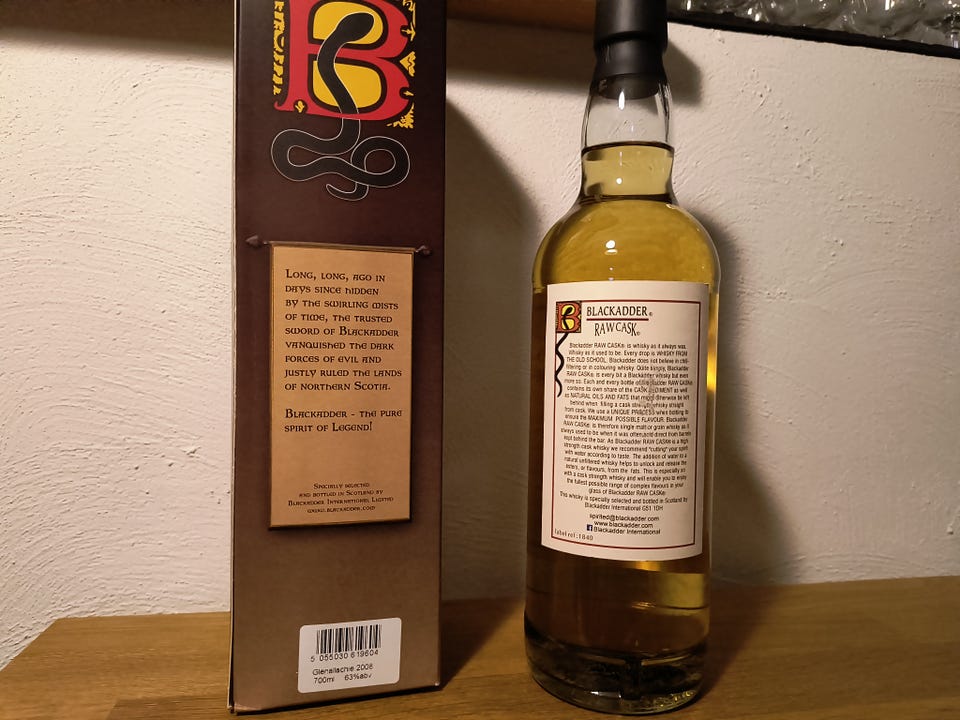 B
LONG, LONG, AGO IN
DAYS SINCE HIDDEN
BY THE SWIRLING MISTS
OF TIME, THE TRUSTED
SWORD OF BLACKADDER
VANQUISHED THE DARK
FORCES OF EVIL AND
JUSTLY RULED THE LANDS
OF NORTHERN SCOTIA.
BLACKADDER - THE PURE
SPIRIT OF LEGEND!
SPECIALLY SELECTED
AND BOTTLED IN SCOTLAND BY
BLACKADDER INTERNATIONAL LIMITED
WWW.BLACKADDER.COM
5 055030 619604
Glenallachie 2008
700ml 63%abv
B BLACKADDER®
RAW CASK®
Blackadder RAW CASK® is whisky as it always was.
Whisky as it used to be. Every drop is WHISKY FROM
THE OLD SCHOOL. Blackadder does not believe in chill-
filtering or in colouring whisky. Quite simply, Blackadder
RAW CASK® is every bit a Blackadder whisky but even
more so. Each and every bottle of Blackadder RAW CASK®
contains its own share of the CASK SEDIMENT as well
as NATURAL OILS AND FATS that might otherwise be left
behind when filling a cask strength whisky straight
from cask. We use a UNIQUE PROCESS when bottling to
ensure the MAXIMUM POSSIBLE FLAVOUR. Blackadder
RAW CASK® is therefore single malt or grain whisky as it
always used to be when it was often sold direct from barrels
kept behind the bar. As Blackadder RAW CASK® is a high
strength cask whisky we recommend "cutting" your spirit
with water according to taste. The addition of water to a
natural unfiltered whisky helps to unlock and release the
esters, or flavours, from the fats. This is especially so
with a cask strength whisky and will enable you to enjoy
the fullest possible range of complex flavours in your
glass of Blackadder RAW CASK®
This whisky is specially selected and bottled in Scotland by
Blackadder International G51 1DH
spirited@blackadder.com
www.blackadder.com
f Blackadder International
Label ref: 1840